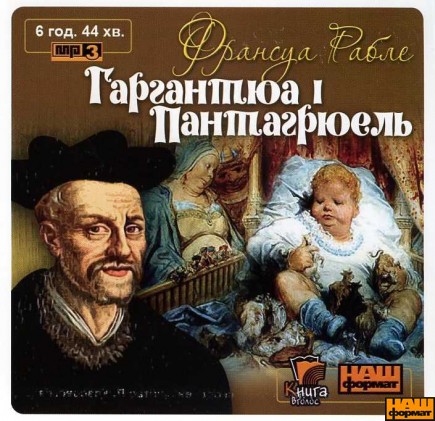 6 год. 44 хв.
mp3
Франсуа Рабле
Гаргантюа і
Пантагрюель
Книга
вголос
НАШ
формат
НАШ
формат